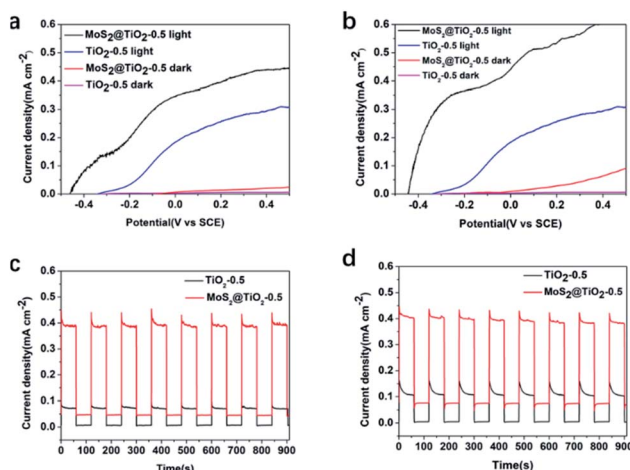 a
MoS2@TiO2-0.5 light
TiO2-0.5 light
MoS2@TiO2-0.5 dark
TiO2-0.5 dark
Current density(mA cm-2)
0.6
0.5
0.4
0.3
0.2
0.1
0.0
-0.4 -0.2 0.0 0.2 0.4
Potential(V vs SCE)
b
MoS2@TiO2-0.5 light
TiO2-0.5 light
MoS2@TiO2-0.5 dark
TiO2-0.5 dark
Current density(mA cm-2)
0.6
0.5
0.4
0.3
0.2
0.1
0.0
-0.4 -0.2 0.0 0.2 0.4
Potential(V vs SCE)
c
TiO2-0.5
MoS2@TiO2-0.5
Current density(mA cm-2)
0.6
0.5
0.4
0.3
0.2
0.1
0.0
0 100 200 300 400 500 600 700 800 900
Time(s)
d
TiO2-0.5
MoS2@TiO2-0.5
Current density(mA cm-2)
0.6
0.5
0.4
0.3
0.2
0.1
0.0
0 100 200 300 400 500 600 700 800 900
Time(s)